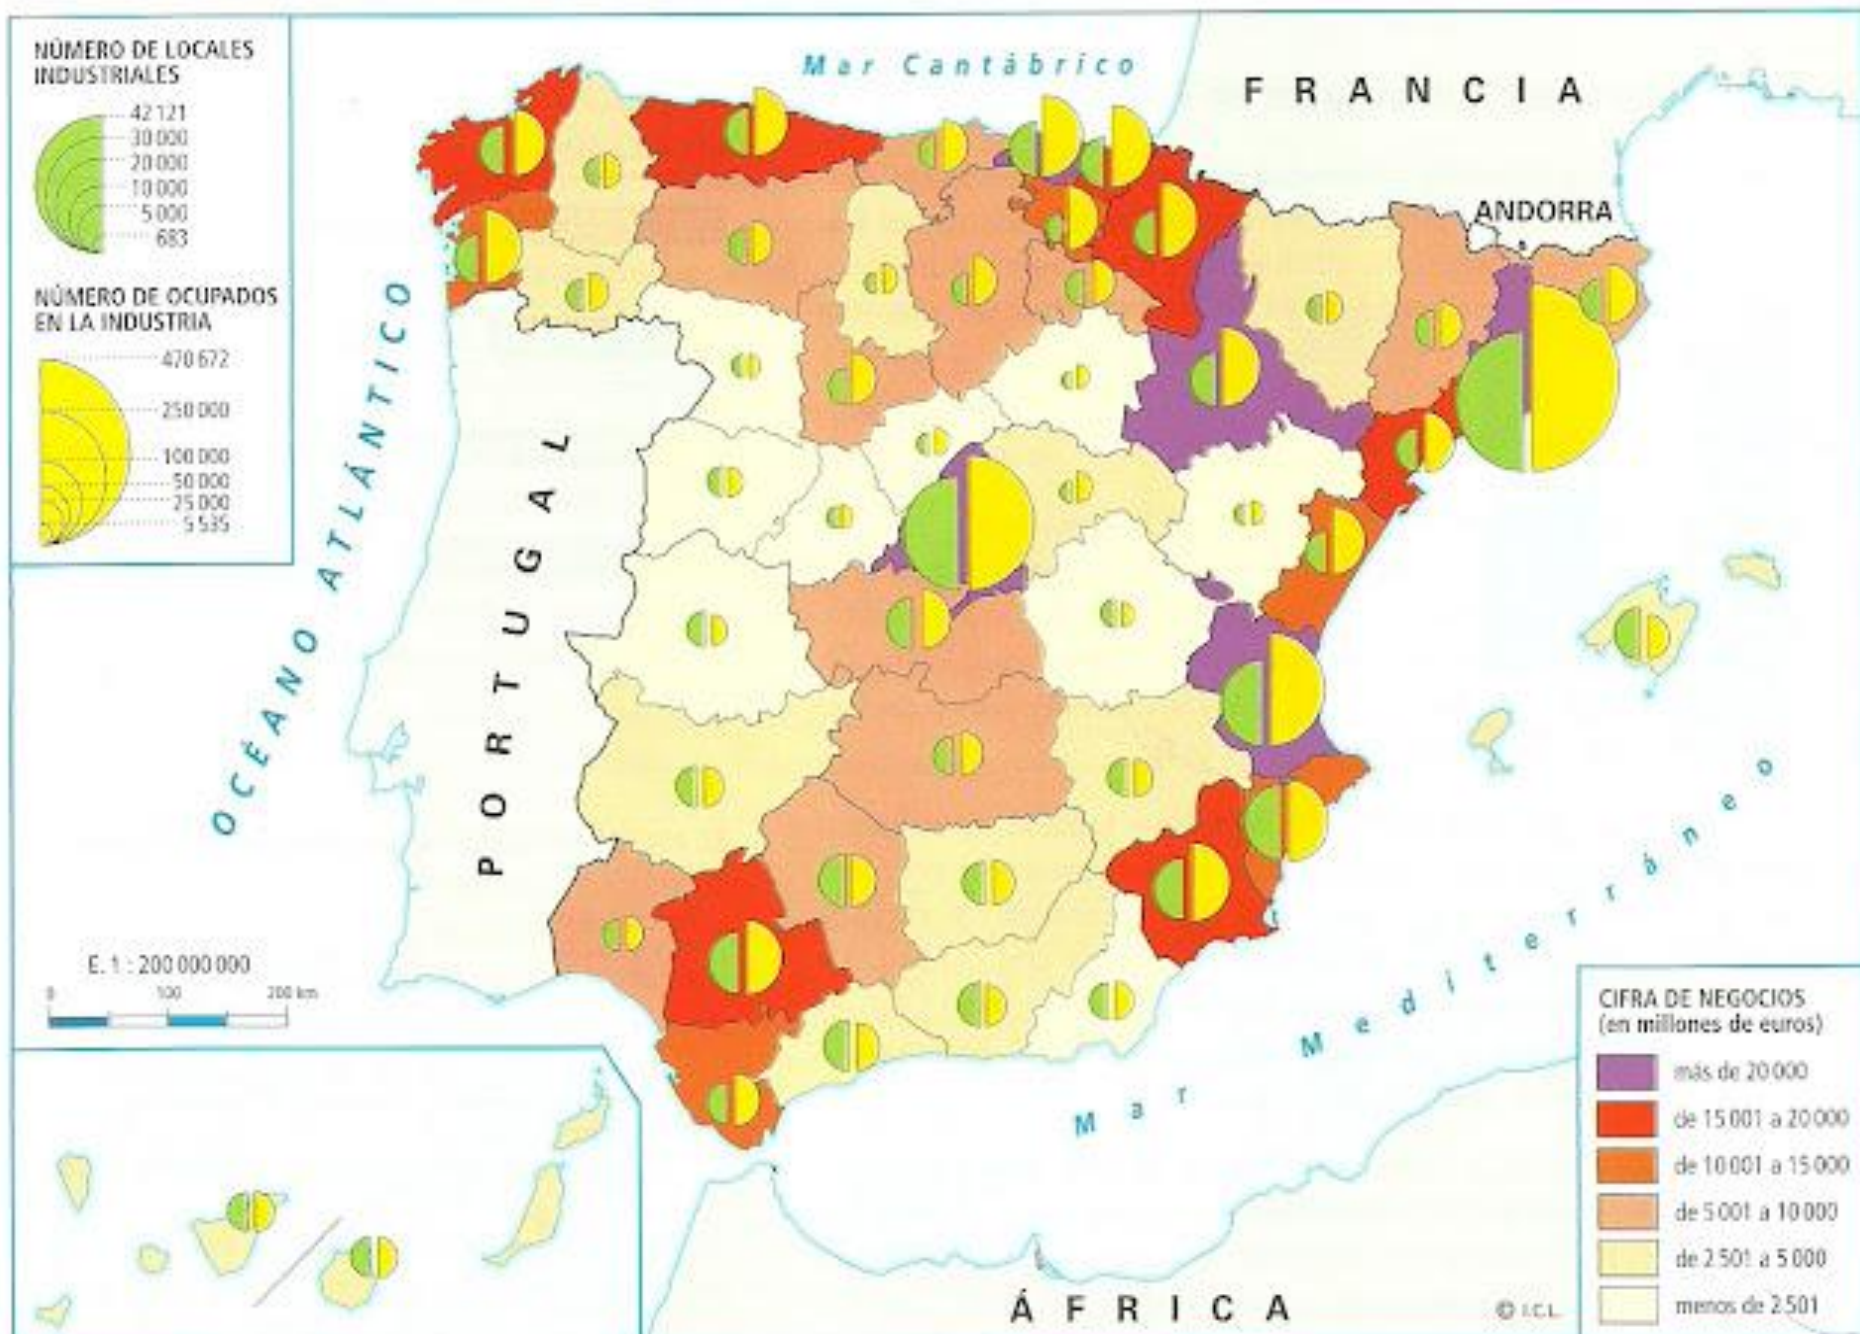 NÚMERO DE LOCALES
INDUSTRIALES
42 121
30 000
20 000
10 000
5 000
683
NÚMERO DE OCUPADOS
EN LA INDUSTRIA
470 672
250 000
100 000
50 000
25 000
5 535
Mar Cantábrico
FRANCIA
ANDORRA
OCÉANO ATLÁNTICO
PORTUGAL
Mar Mediterráneo
E. 1 : 200 000 000
0 100 200 km
ÁFRICA
CIFRA DE NEGOCIOS
(en millones de euros)
más de 20 000
de 15 001 a 20 000
de 10 001 a 15 000
de 5 001 a 10 000
de 2 501 a 5 000
menos de 2 501
© I.C.L.